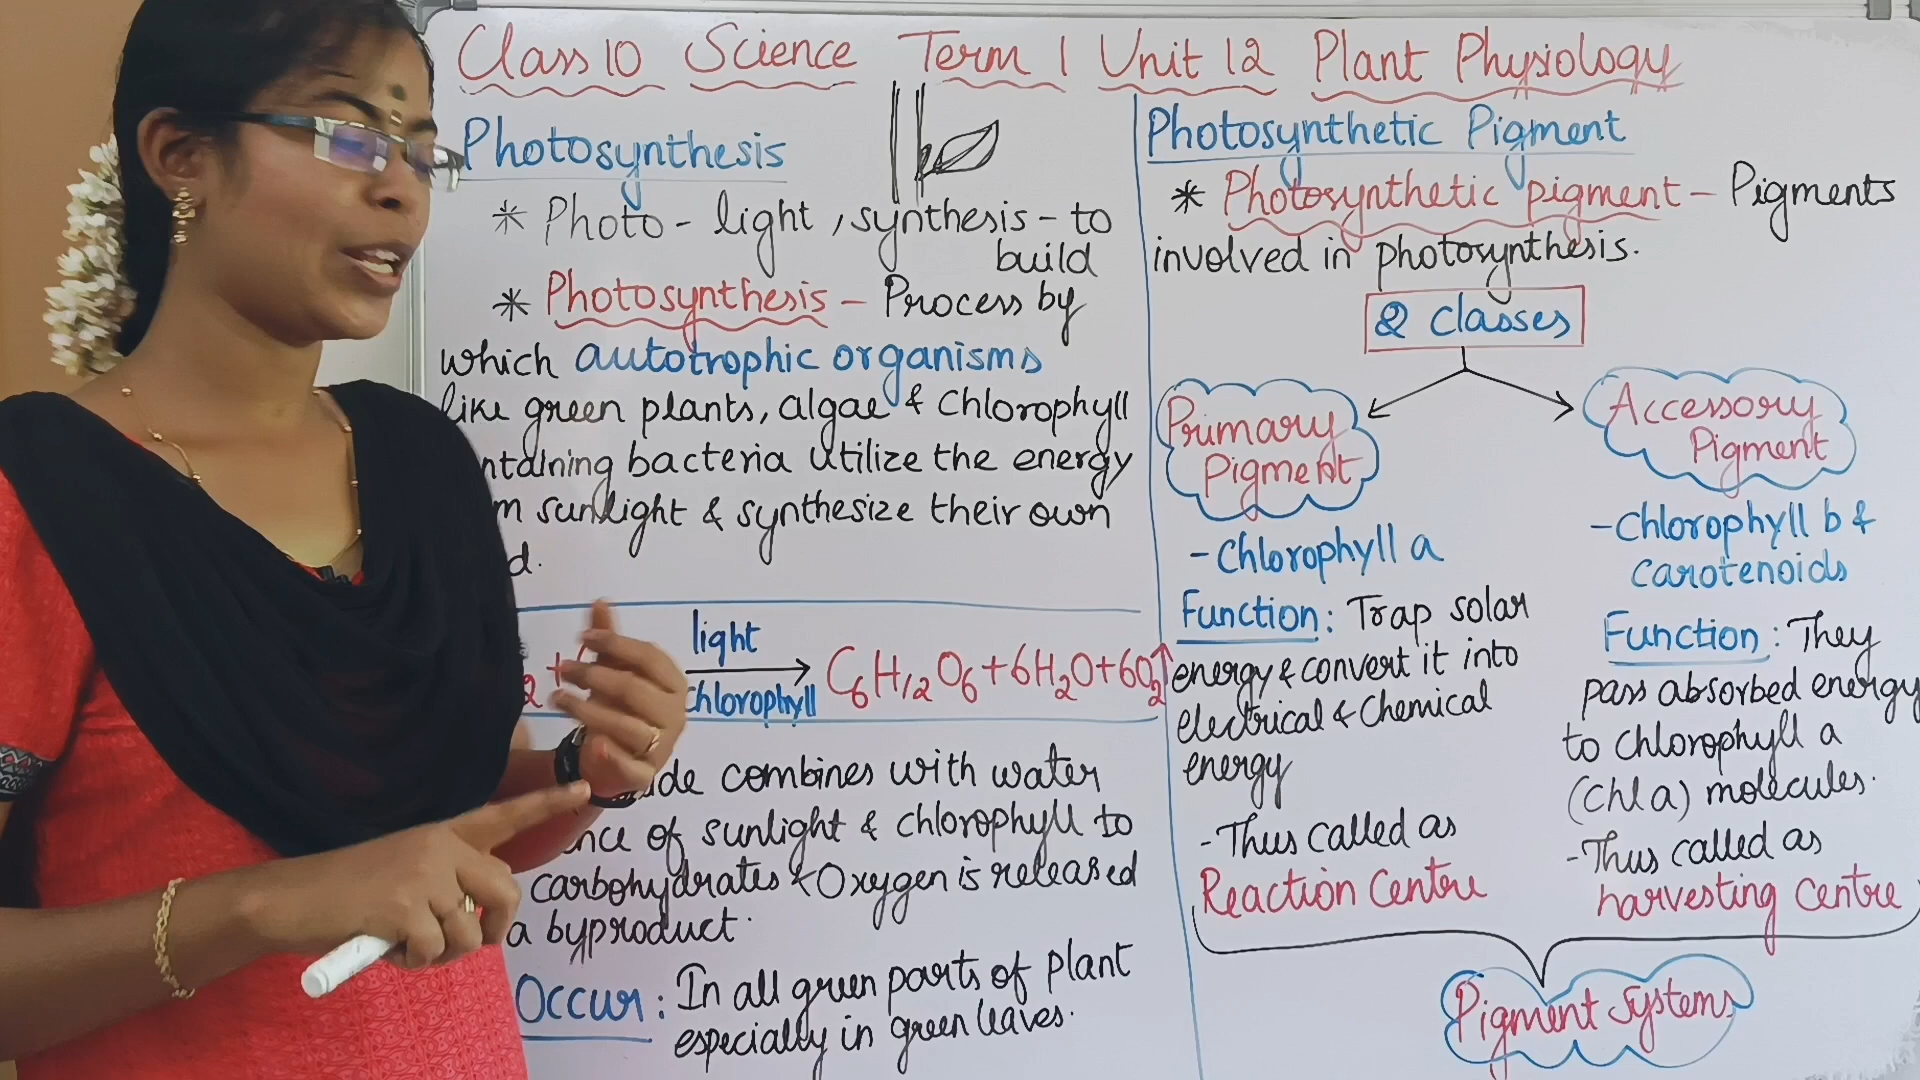 Class 10 Science Term 1 Unit 12 Plant Physiology
Photosynthesis
* Photo - light, synthesis - to
build
* Photosynthesis - Process by
which autotrophic organisms
like green plants, algae & Chlorophyll
ntaining bacteria utilize the energy
m sunlight & synthesize their own
d.
light
2 + → C6H12O6+6H2O+6O2↑
chlorophyll
ide combines with water
nce of sunlight & chlorophyll to
carbohydrates & Oxygen is released
a byproduct.
Occur: In all green parts of plant
especially in green leaves.
Photosynthetic Pigment
* Photosynthetic pigment - Pigments
involved in photosynthesis.
2 Classes
Primary
Pigment
- Chlorophyll a
Function: Trap solar
energy & convert it into
electrical & Chemical
energy
- Thus called as
Reaction Centre
Accessory
Pigment
- Chlorophyll b &
carotenoids
Function: They
pass absorbed energy
to chlorophyll a
(Chl a) molecules.
- Thus called as
harvesting Centre
Pigment Systems